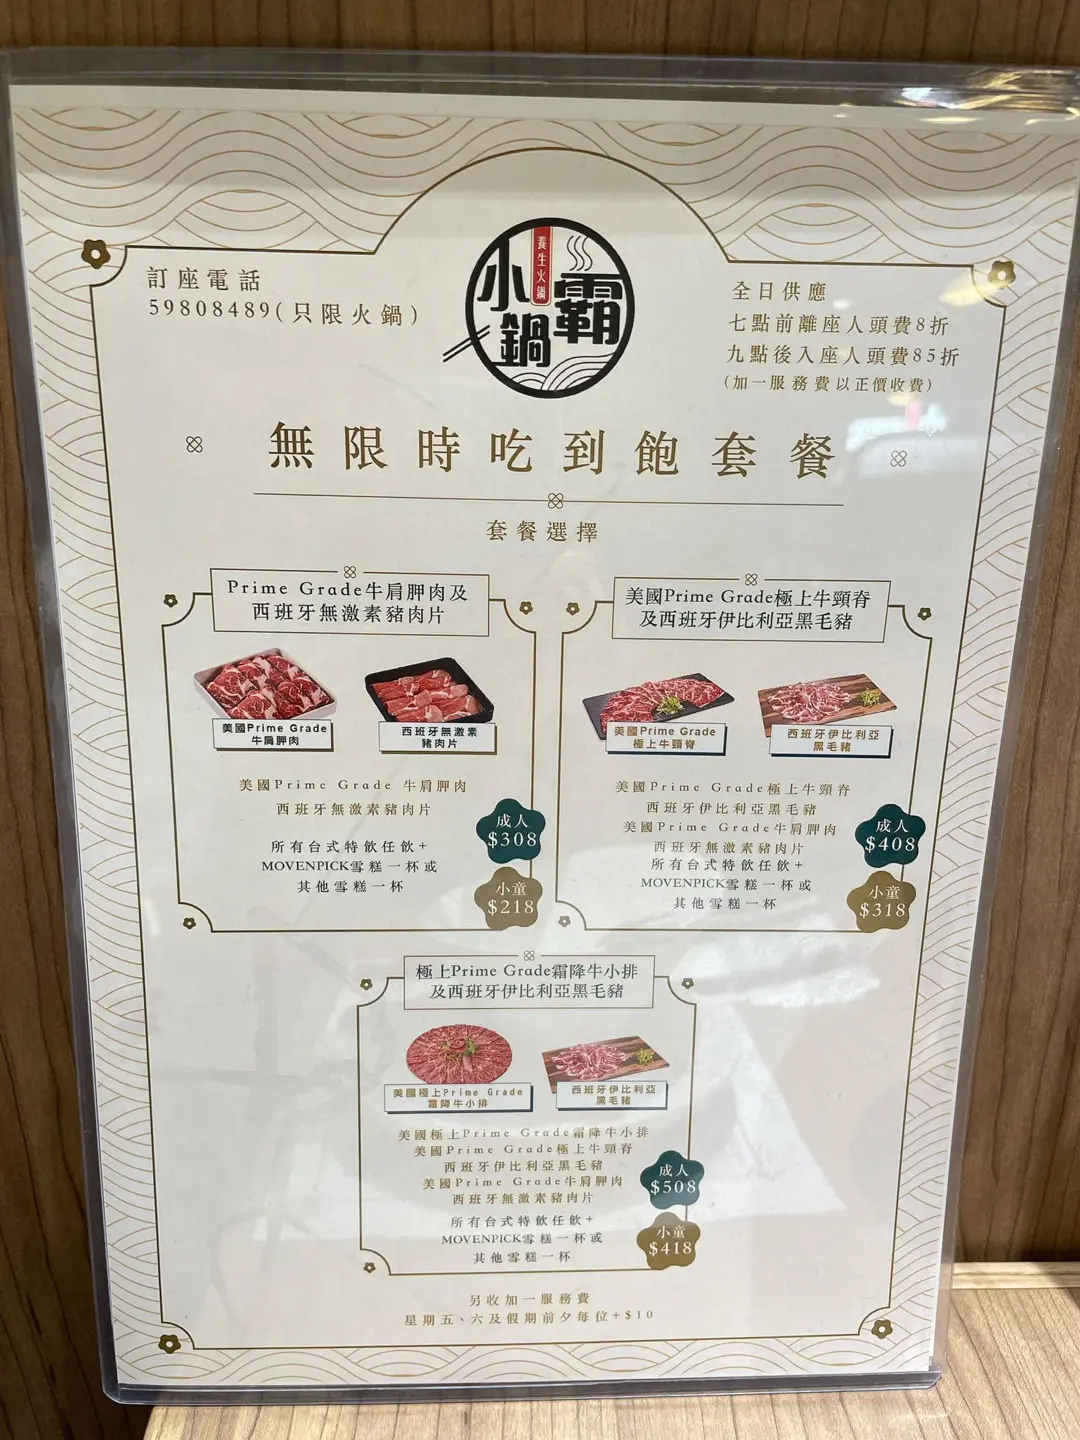 訂座電話
59808489(只限火鍋)
小鍋霸
養生火鍋
全日供應
七點前離座人頭費8折
九點後入座人頭費85折
(加一服務費以正價收費)
無限時吃到飽套餐
套餐選擇
Prime Grade牛肩胛肉及
西班牙無激素豬肉片
美國Prime Grade
牛肩胛肉
西班牙無激素
豬肉片
美國Prime Grade 牛肩胛肉
西班牙無激素豬肉片
所有台式特飲任飲+
MOVENPICK雪糕一杯或
其他雪糕一杯
成人
$308
小童
$218
美國Prime Grade極上牛頸脊
及西班牙伊比利亞黑毛豬
美國Prime Grade
極上牛頸脊
西班牙伊比利亞
黑毛豬
美國Prime Grade極上牛頸脊
西班牙伊比利亞黑毛豬
美國Prime Grade牛肩胛肉
西班牙無激素豬肉片
所有台式特飲任飲+
MOVENPICK雪糕一杯或
其他雪糕一杯
成人
$408
小童
$318
極上Prime Grade霜降牛小排
及西班牙伊比利亞黑毛豬
美國極上Prime Grade
霜降牛小排
西班牙伊比利亞
黑毛豬
美國極上Prime Grade霜降牛小排
美國Prime Grade極上牛頸脊
西班牙伊比利亞黑毛豬
美國Prime Grade牛肩胛肉
西班牙無激素豬肉片
所有台式特飲任飲+
MOVENPICK雪糕一杯或
其他雪糕一杯
成人
$508
小童
$418
另收加一服務費
星期五、六及假期前夕每位+$10